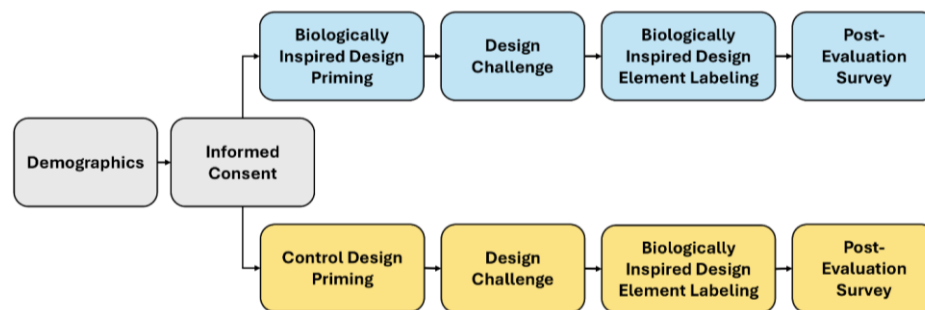 Biologically
Inspired Design
Priming
Design
Challenge
Biologically
Inspired Design
Element Labeling
Post-
Evaluation
Survey
Demographics
Informed
Consent
Control Design
Priming
Design
Challenge
Biologically
Inspired Design
Element Labeling
Post-
Evaluation
Survey